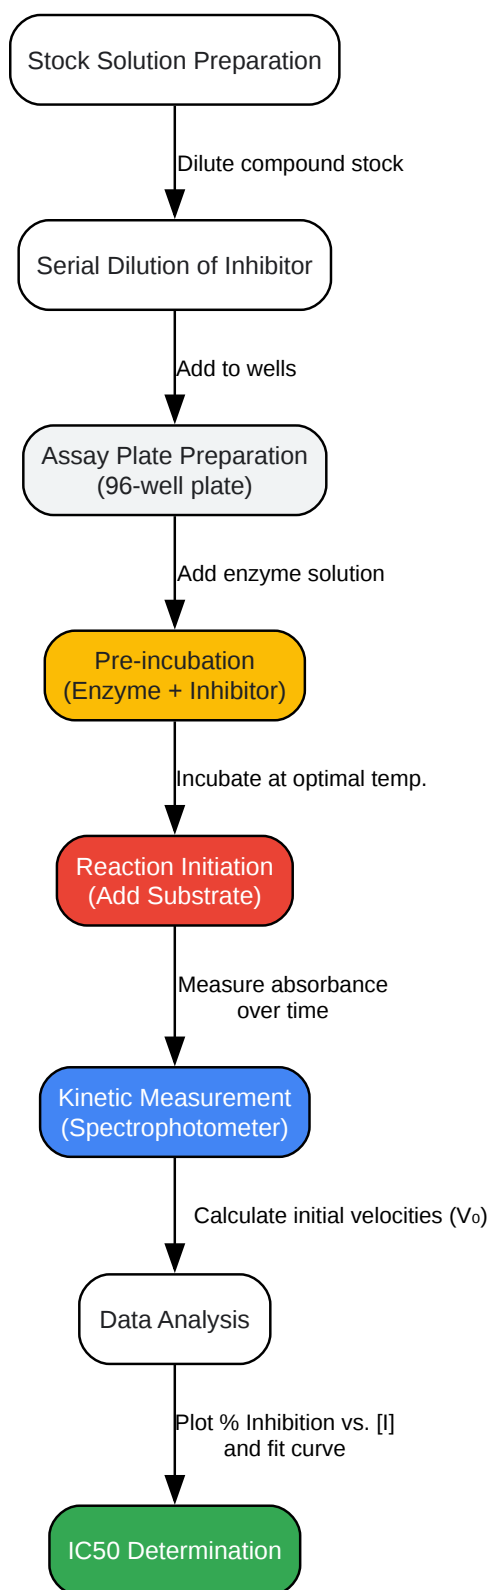 Stock Solution Preparation
Dilute compound stock
Serial Dilution of Inhibitor
Add to wells
Assay Plate Preparation
(96-well plate)
Add enzyme solution
Pre-incubation
(Enzyme + Inhibitor)
Incubate at optimal temp.
Reaction Initiation
(Add Substrate)
Measure absorbance
over time
Kinetic Measurement
(Spectrophotometer)
Calculate initial velocities (V₀)
Data Analysis
Plot % Inhibition vs. [I]
and fit curve
IC50 Determination